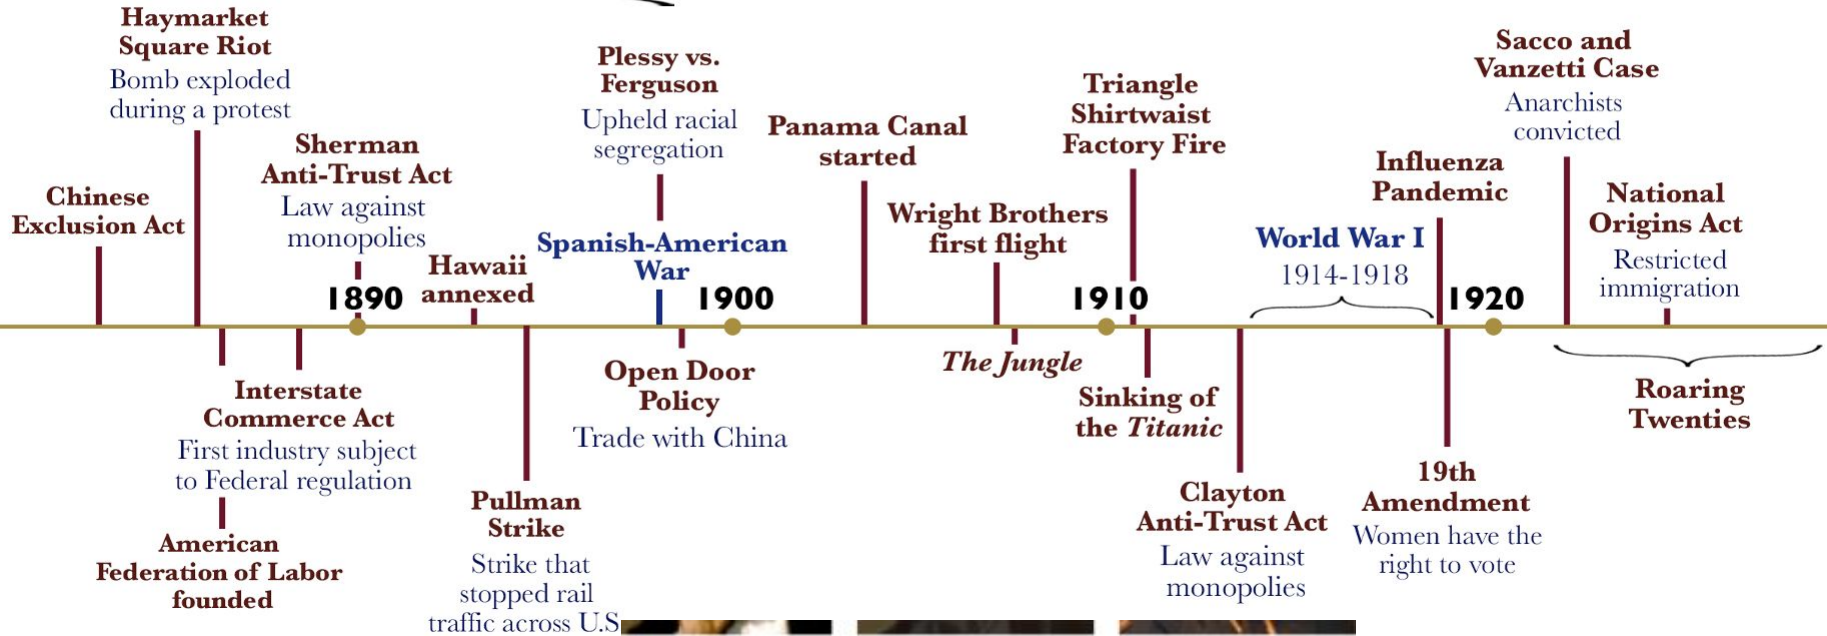 Haymarket
Square Riot
Bomb exploded
during a protest
Chinese
Exclusion Act
Sherman
Anti-Trust Act
Law against
monopolies
1890
Hawaii
annexed
Plessy vs.
Ferguson
Upheld racial
segregation
Spanish-American
War
1900
Panama Canal
started
Wright Brothers
first flight
Triangle
Shirtwaist
Factory Fire
1910
World War I
1914-1918
Influenza
Pandemic
1920
Sacco and
Vanzetti Case
Anarchists
convicted
National
Origins Act
Restricted
immigration
Interstate
Commerce Act
First industry subject
to Federal regulation
American
Federation of Labor
founded
Pullman
Strike
Strike that
stopped rail
traffic across U.S
Open Door
Policy
Trade with China
The Jungle
Sinking of
the Titanic
Clayton
Anti-Trust Act
Law against
monopolies
19th
Amendment
Women have the
right to vote
Roaring
Twenties